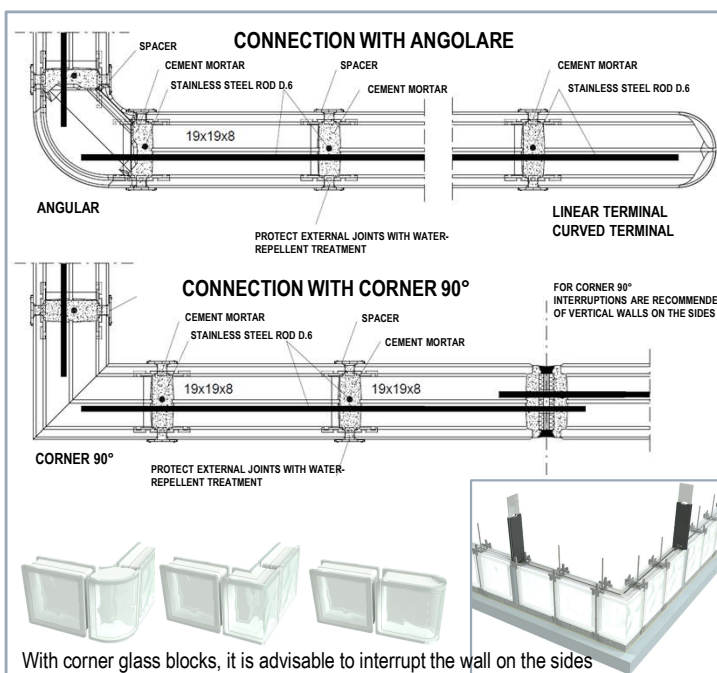 CONNECTION WITH ANGOLARE
SPACER
CEMENT MORTAR
STAINLESS STEEL ROD D.6
SPACER
CEMENT MORTAR
CEMENT MORTAR
STAINLESS STEEL ROD D.6
19x19x8
ANGULAR
LINEAR TERMINAL
CURVED TERMINAL
PROTECT EXTERNAL JOINTS WITH WATER-
REPELLENT TREATMENT
CONNECTION WITH CORNER 90°
FOR CORNER 90°
INTERRUPTIONS ARE RECOMMENDE
OF VERTICAL WALLS ON THE SIDES
CEMENT MORTAR
STAINLESS STEEL ROD D.6
SPACER
CEMENT MORTAR
19x19x8
19x19x8
CORNER 90°
PROTECT EXTERNAL JOINTS WITH WATER-
REPELLENT TREATMENT
With corner glass blocks, it is advisable to interrupt the wall on the sides